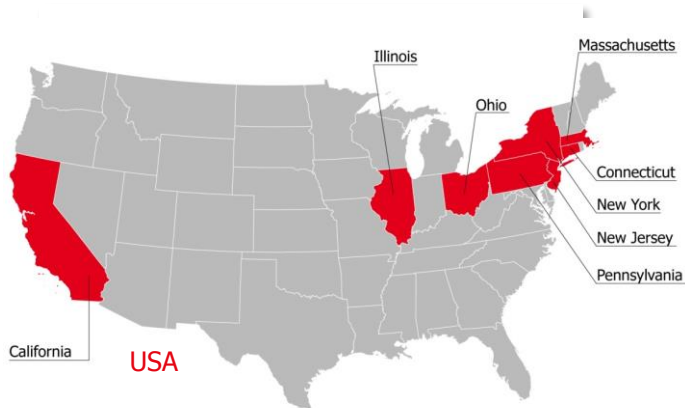 Massachusetts
Illinois
Ohio
Connecticut
New York
New Jersey
Pennsylvania
California
USA